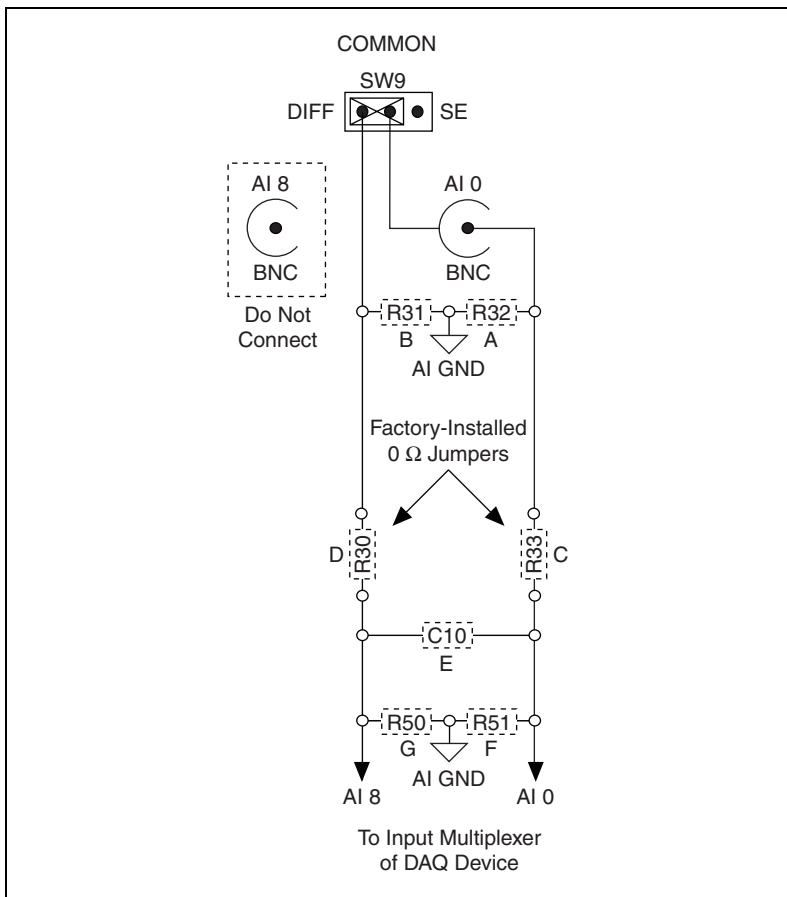 COMMON
SW9
DIFF
SE
AI 8
AI 0
BNC
BNC
Do Not
Connect
R31
R32
B
A
AI GND
Factory-Installed
0 Ω Jumpers
D
R30
R33
C
C10
E
R50
R51
G
F
AI GND
AI 8
AI 0
To Input Multiplexer
of DAQ Device